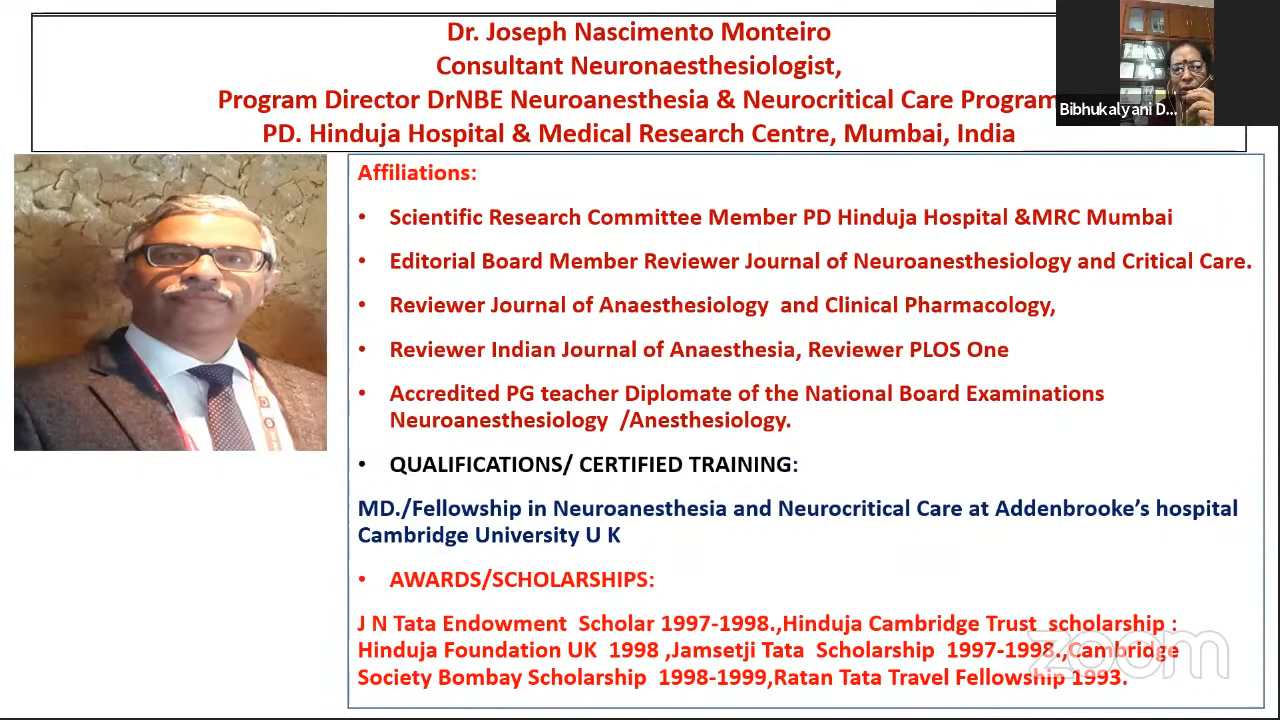 Dr. Joseph Nascimento Monteiro
Consultant Neuronaesthesiologist,
Program Director DrNBE Neuroanesthesia & Neurocritical Care Program
PD. Hinduja Hospital & Medical Research Centre, Mumbai, India
Bibhukalyani D...
Affiliations:
• Scientific Research Committee Member PD Hinduja Hospital &MRC Mumbai
• Editorial Board Member Reviewer Journal of Neuroanesthesiology and Critical Care.
• Reviewer Journal of Anaesthesiology and Clinical Pharmacology,
• Reviewer Indian Journal of Anaesthesia, Reviewer PLOS One
• Accredited PG teacher Diplomate of the National Board Examinations
Neuroanesthesiology /Anesthesiology.
• QUALIFICATIONS/ CERTIFIED TRAINING:
MD./Fellowship in Neuroanesthesia and Neurocritical Care at Addenbrooke’s hospital
Cambridge University U K
• AWARDS/SCHOLARSHIPS:
J N Tata Endowment Scholar 1997-1998.,Hinduja Cambridge Trust scholarship :
Hinduja Foundation UK 1998 ,Jamsetji Tata Scholarship 1997-1998.,Cambridge
Society Bombay Scholarship 1998-1999,Ratan Tata Travel Fellowship 1993.
zoom